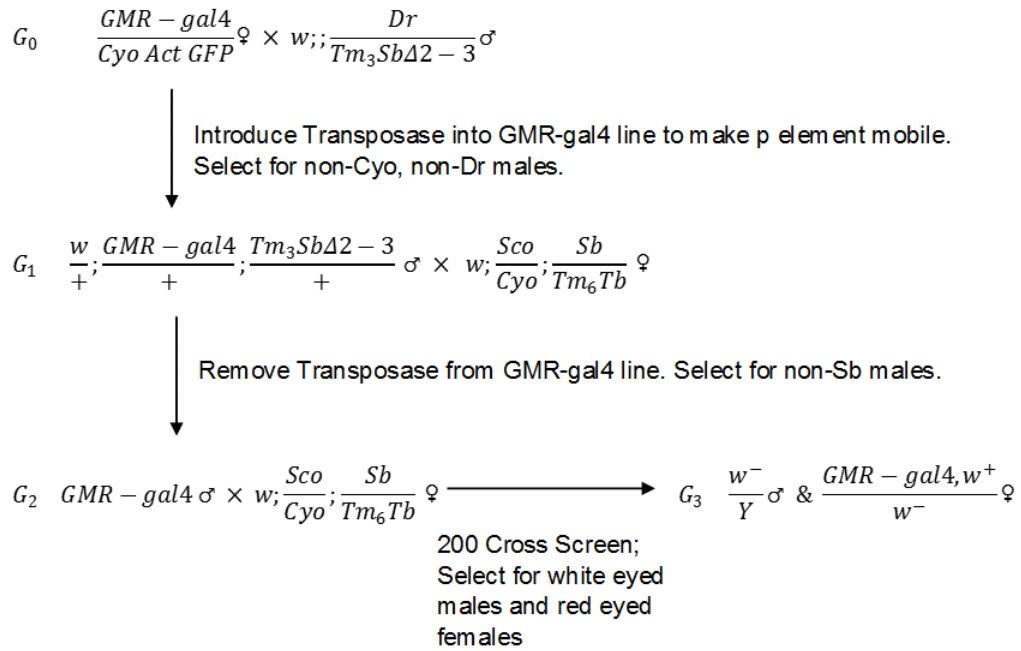 G₀ GMR − gal4 / Cyo Act GFP ♀ × w;; Dr / Tm₃SbΔ2 − 3 ♂
Introduce Transposase into GMR-gal4 line to make p element mobile.
Select for non-Cyo, non-Dr males.
G₁ w / + ; GMR − gal4 / + ; Tm₃SbΔ2 − 3 / + ♂ × w; Sco / Cyo ; Sb / Tm₆Tb ♀
Remove Transposase from GMR-gal4 line. Select for non-Sb males.
G₂ GMR − gal4 ♂ × w; Sco / Cyo ; Sb / Tm₆Tb ♀ G₃ w⁻ / Y ♂ & GMR − gal4, w⁺ / w⁻ ♀
200 Cross Screen;
Select for white eyed
males and red eyed
females